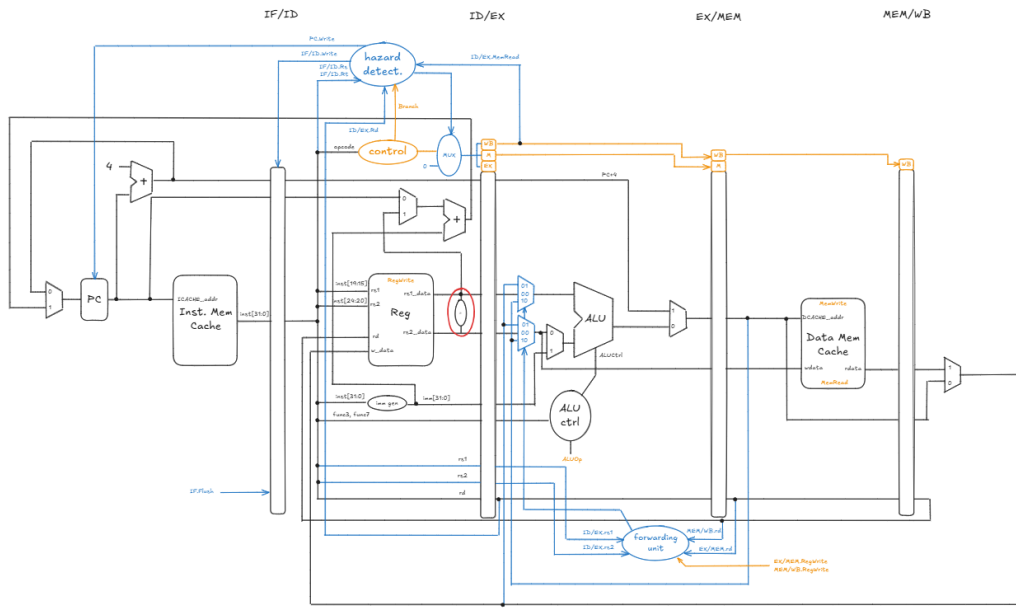 IF/ID
ID/EX
EX/MEM
MEM/WB
PC.Write
IF/ID.Write
IF/ID.Rs
IF/ID.Rt
hazard
detect.
ID/EX.MemRead
Branch
ID/EX.Rd
opcode
control
MUX
0
WB
M
EX
WB
M
WB
4
+
PC+4
0
1
+
0
1
PC
ICACHE_addr
Inst. Mem
Cache
inst[31:0]
inst[19:15]
inst[24:20]
RegWrite
rs1
rs2
Reg
rd
w_data
rs1_data
rs2_data
01
00
10
01
00
10
0
1
ALU
ALUCtrl
1
0
MemWrite
DCACHE_addr
Data Mem
Cache
wdata
rdata
MemRead
1
0
inst[31:0]
imm gen
imm[31:0]
func3, func7
ALU
ctrl
ALUOp
rs1
rs2
rd
IF.Flush
ID/EX.rs1
ID/EX.rs2
forwarding
unit
MEM/WB.rd
EX/MEM.rd
EX/MEM.RegWrite
MEM/WB.RegWrite